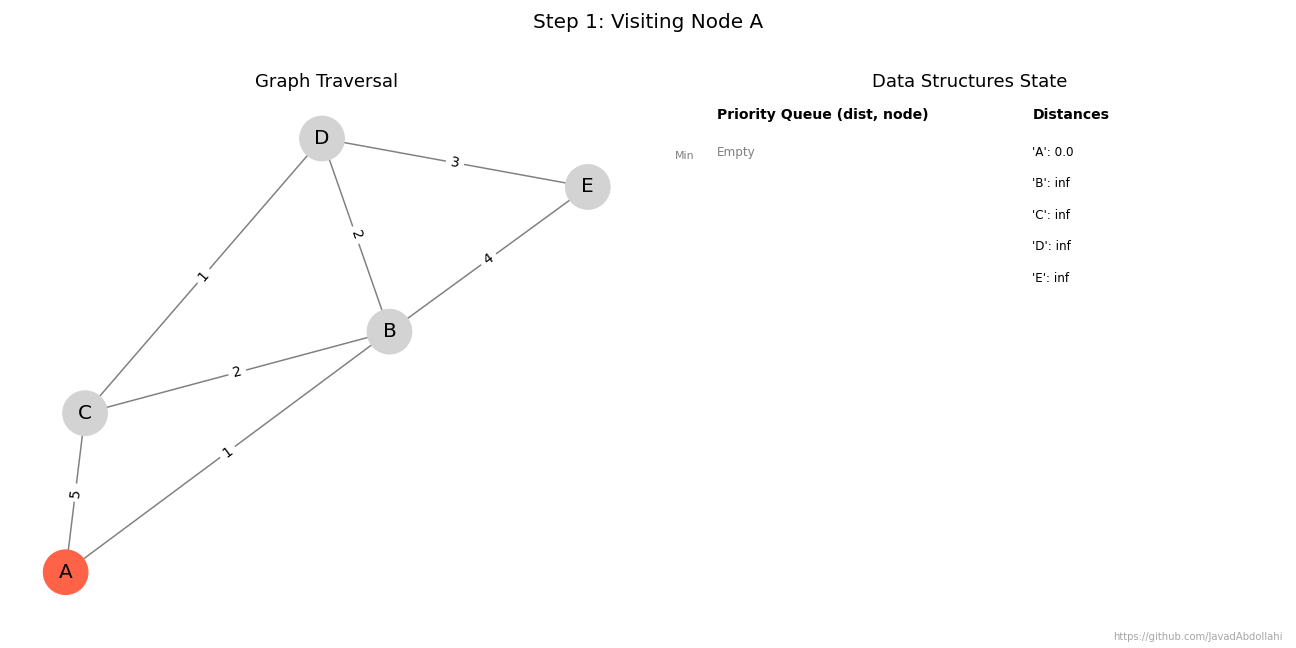 Step 1: Visiting Node A
Graph Traversal
D
3
E
2
4
1
B
2
C
1
5
A
Data Structures State
Priority Queue (dist, node)
Min
Empty
Distances
'A': 0.0
'B': inf
'C': inf
'D': inf
'E': inf
https://github.com/JavadAbdollahi